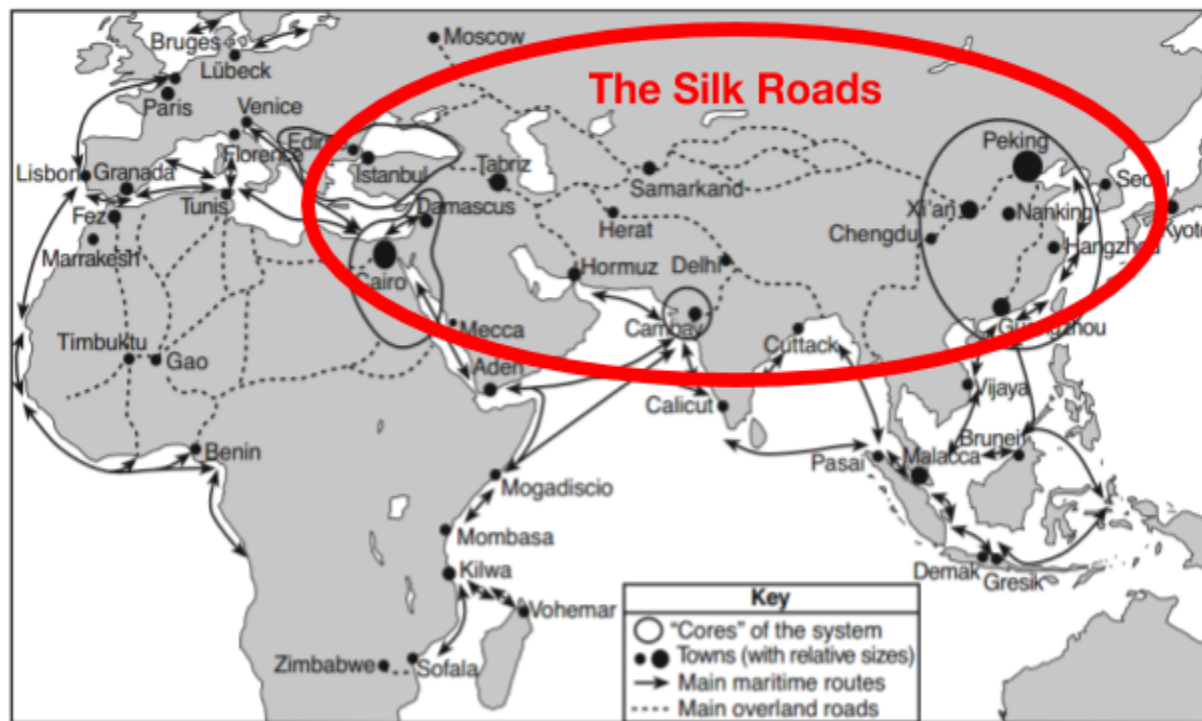 Moscow
Bruges
Lübeck
The Silk Roads
Paris
Venice
Peking
Florence
Istanbul
Tabriz
Lisbon
Granada
Samarkand
Seoul
Tunis
Damascus
Xi'an
Nanking
Fez
Herat
Chengdu
Kyoto
Marrakesh
Hangzhou
Cairo
Hormuz
Delhi
Mecca
Cambay
Guangzhou
Timbuktu
Gao
Cuttack
Aden
Calicut
Vijaya
Benin
Brunei
Pasai
Malacca
Mogadiscio
Mombasa
Kilwa
Demak
Gresik
Vohemar
Zimbabwe
Sofala
Key
"Cores" of the system
Towns (with relative sizes)
Main maritime routes
Main overland roads